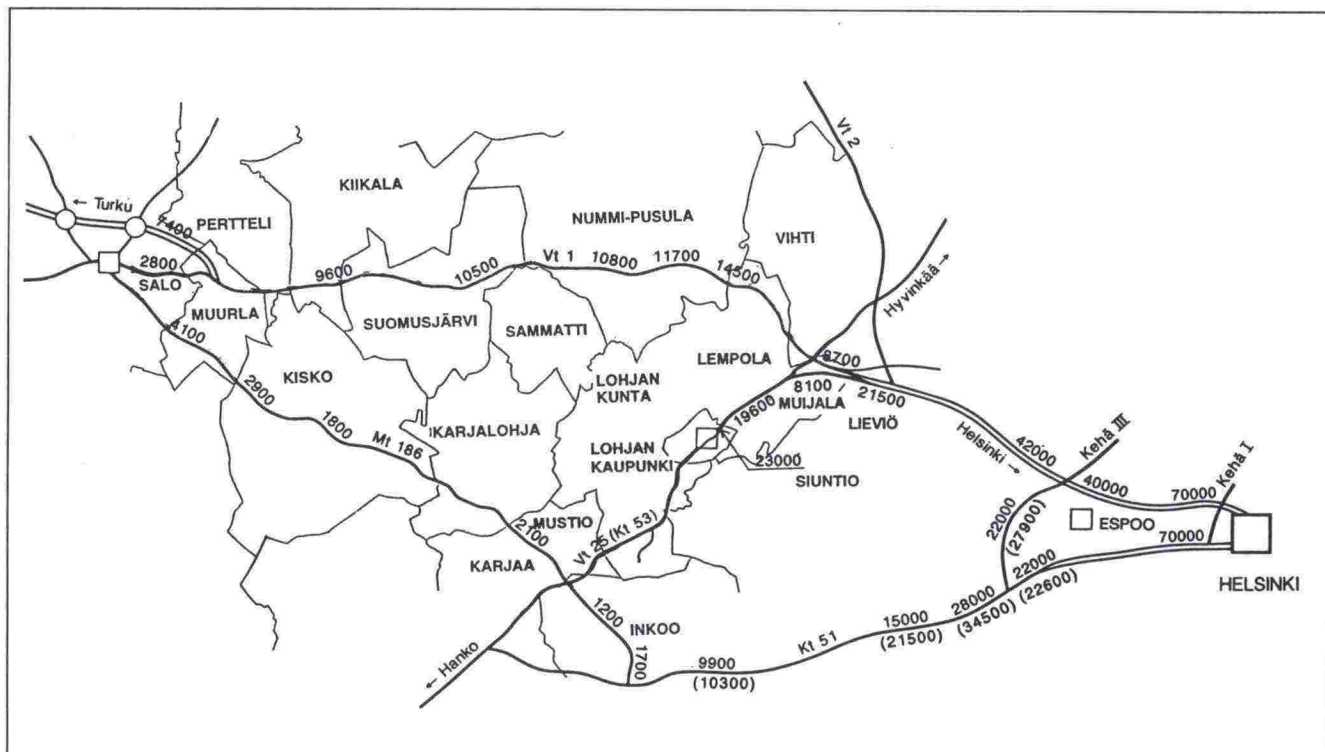 Vt 2
Hyvinkää →
← Turku
7400
PERTTELI
KIIKALA
NUMMI-PUSULA
VIHTI
2800
SALO
9600
10500
Vt 1
10800
11700
14500
MUURLA
SUOMUSJÄRVI
SAMMATTI
LEMPOLA
8700
4100
KISKO
LOHJAN
KUNTA
8100
MUIJALA
21500
LIEVIÖ
2900
1800
Mt 186
KARJALOHJA
LOHJAN
KAUPUNKI
19600
23000
SIUNTIO
Helsinki →
42000
Kehä III
40000
70000
Kehä I
2100
MUSTIO
Vt 25 (Kt 53)
KARJAA
22000
(27900)
ESPOO
70000
HELSINKI
1200
INKOO
1700
← Hanko
9900
(10300)
Kt 51
15000
(21500)
28000
(34500)
22000
(22600)